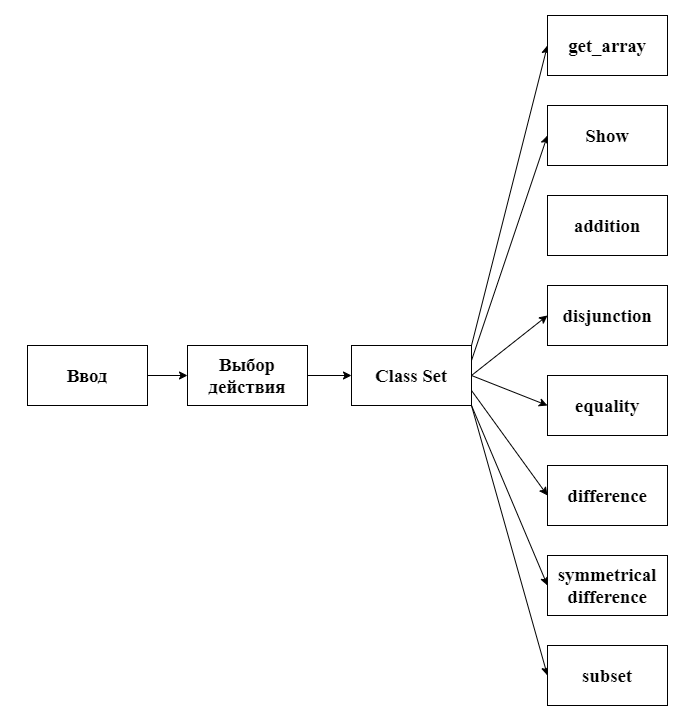 Ввод
Выбор
действия
Class Set
get_array
Show
addition
disjunction
equality
difference
symmetrical
difference
subset